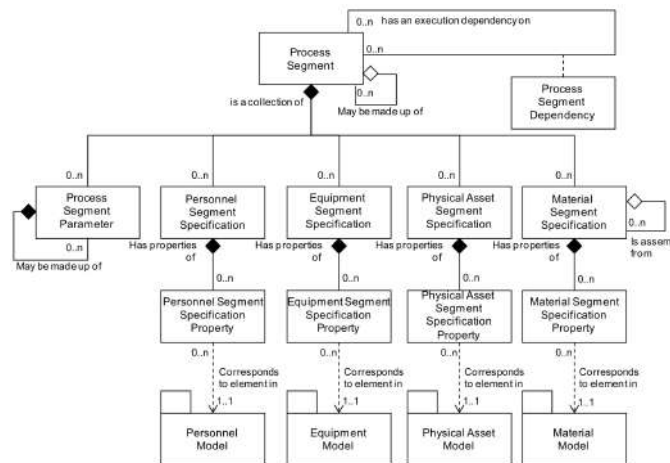 0..n
has an execution dependency on
0..n
Process
Segment
0..n
May be made up of
Process
Segment
Dependency
is a collection of
0..n
0..n
0..n
0..n
0..n
Process
Segment
Parameter
Personnel
Segment
Specification
Equipment
Segment
Specification
Physical Asset
Segment
Specification
Material
Segment
Specification
0..n
0..n
May be made up of
Has properties
of
Has properties
of
Has properties
of
Has properties
of
Is assem
from
0..n
0..n
0..n
0..n
Personnel Segment
Specification
Property
Equipment Segment
Specification
Property
Physical Asset
Segment
Specification
Property
Material Segment
Specification
Property
0..n
0..n
0..n
0..n
Corresponds
to element in
Corresponds
to element in
Corresponds
to element in
Corresponds
to element in
1..1
1..1
1..1
1..1
Personnel
Model
Equipment
Model
Physical Asset
Model
Material
Model